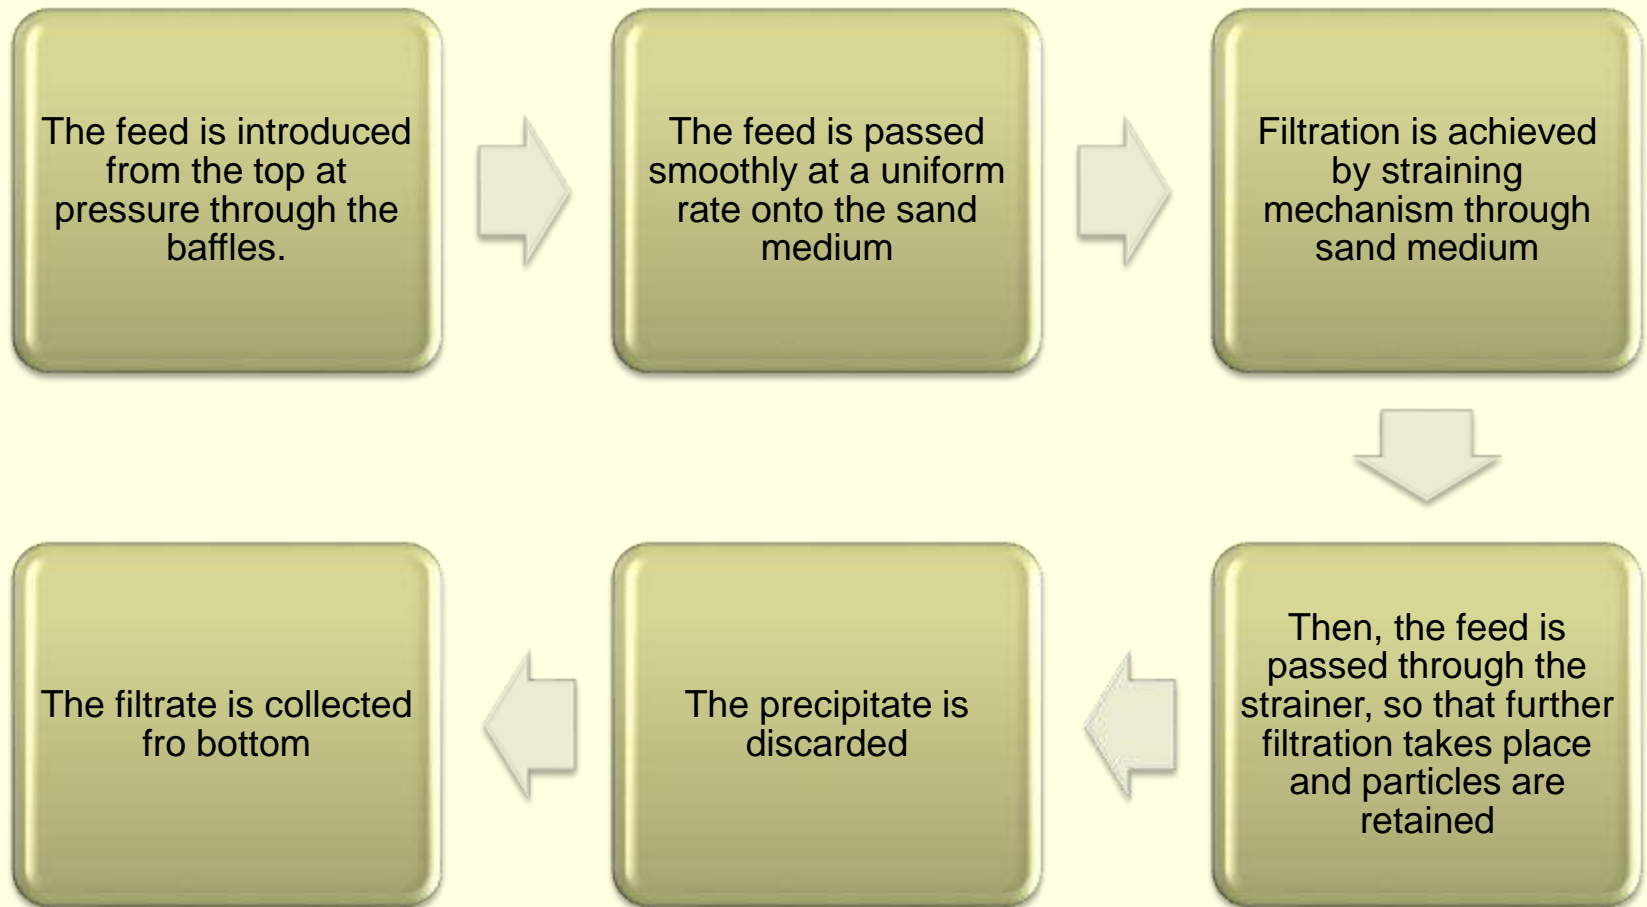 The feed is introduced
from the top at
pressure through the
baffles.
The feed is passed
smoothly at a uniform
rate onto the sand
medium
Filtration is achieved
by straining
mechanism through
sand medium
Then, the feed is
passed through the
strainer, so that further
filtration takes place
and particles are
retained
The precipitate is
discarded
The filtrate is collected
fro bottom